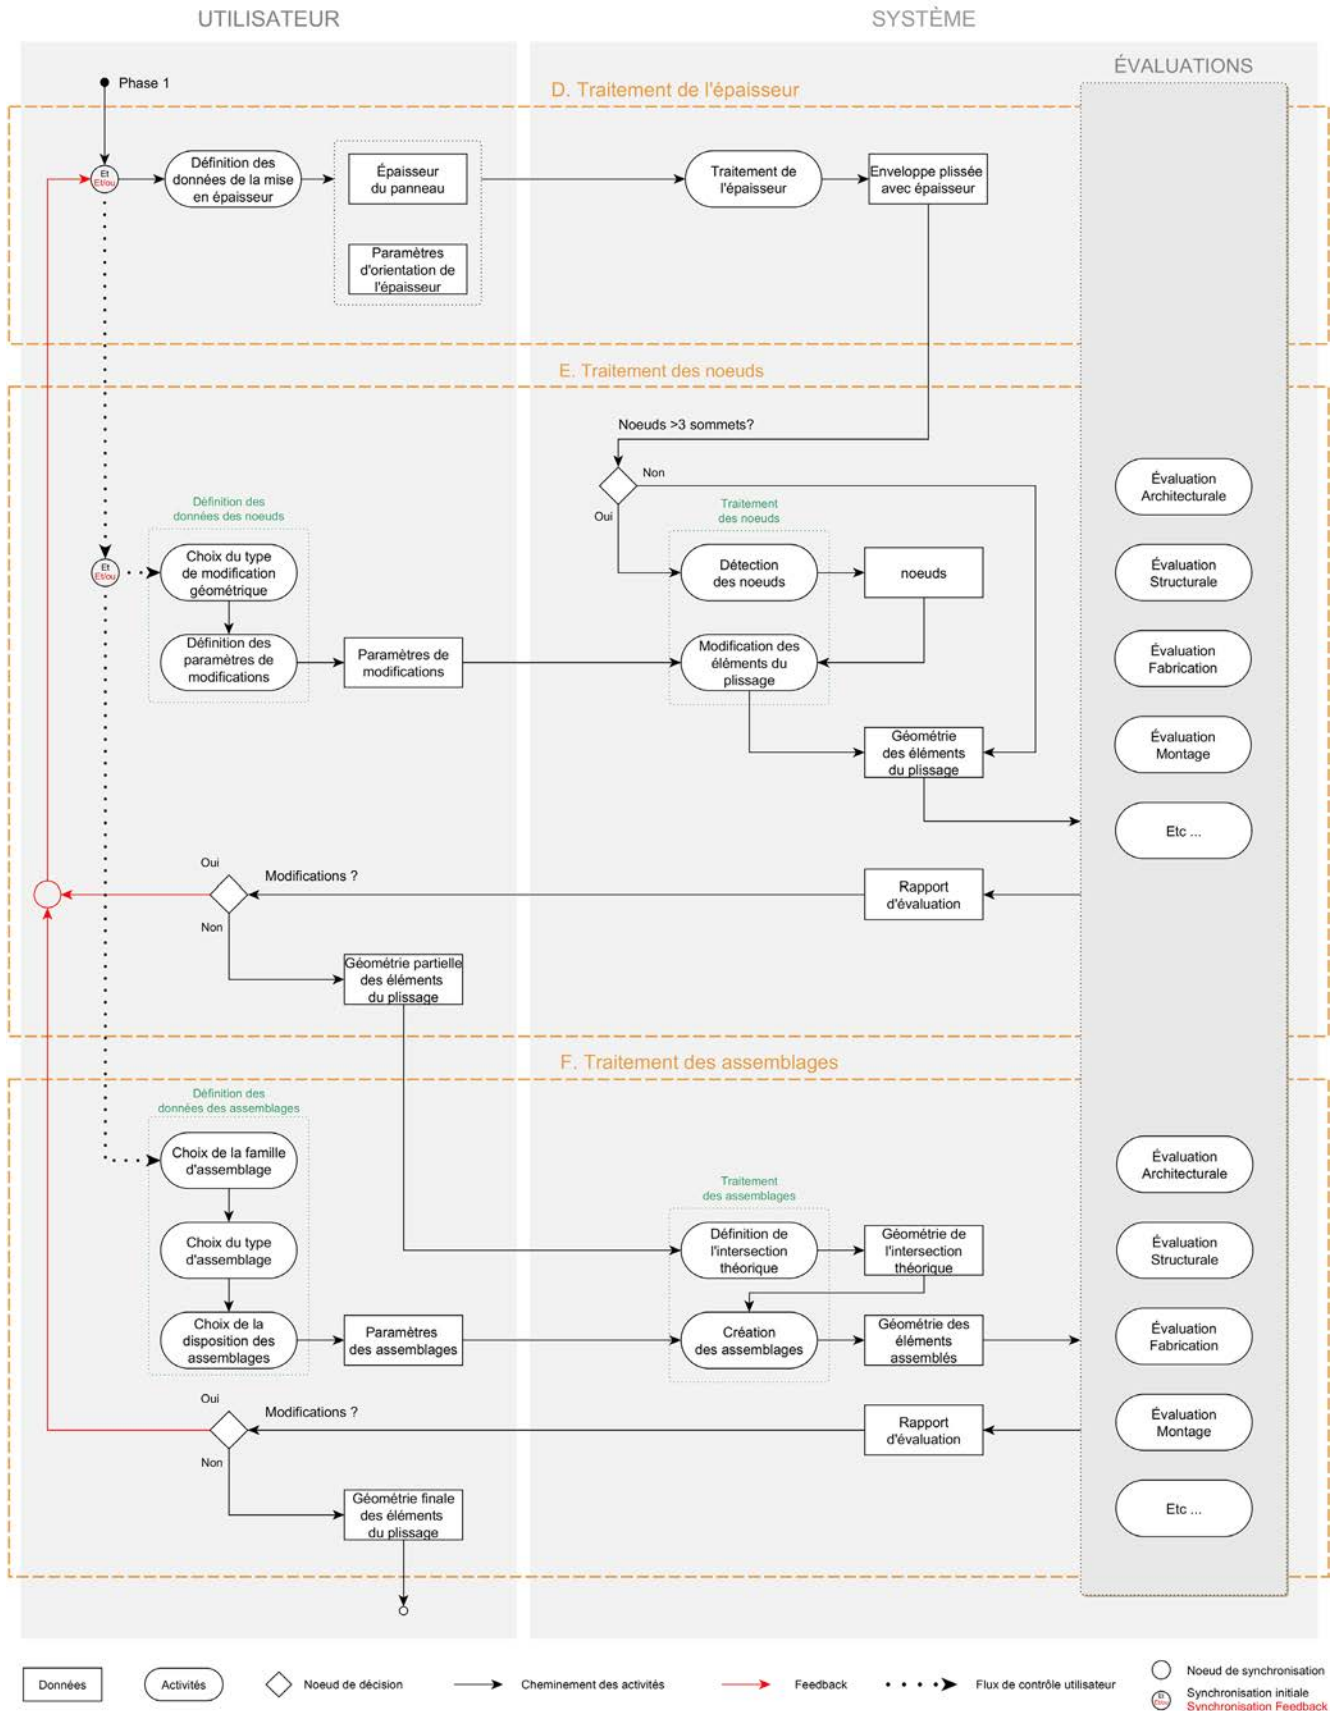 UTILISATEUR
SYSTÈME
ÉVALUATIONS
Phase 1
D. Traitement de l'épaisseur
Et
Et/ou
Définition des
données de la mise
en épaisseur
Épaisseur
du panneau
Paramètres
d'orientation de
l'épaisseur
Traitement de
l'épaisseur
Enveloppe plissée
avec épaisseur
E. Traitement des noeuds
Noeuds >3 sommets?
Non
Oui
Définition des
données des noeuds
Et
Et/ou
Choix du type
de modification
géométrique
Définition des
paramètres de
modifications
Paramètres de
modifications
Traitement
des noeuds
Détection
des noeuds
noeuds
Modification des
éléments du
plissage
Géométrie
des éléments
du plissage
Évaluation
Architecturale
Évaluation
Structurale
Évaluation
Fabrication
Évaluation
Montage
Etc ...
Oui
Modifications ?
Non
Rapport
d'évaluation
Géométrie partielle
des éléments
du plissage
F. Traitement des assemblages
Définition des
données des assemblages
Choix de la famille
d'assemblage
Choix du type
d'assemblage
Choix de la
disposition des
assemblages
Paramètres
des assemblages
Traitement
des assemblages
Définition de
l'intersection
théorique
Géométrie de
l'intersection
théorique
Création
des assemblages
Géométrie des
éléments
assemblés
Évaluation
Architecturale
Évaluation
Structurale
Évaluation
Fabrication
Évaluation
Montage
Etc ...
Oui
Modifications ?
Non
Rapport
d'évaluation
Géométrie finale
des éléments
du plissage
Données
Activités
Noeud de décision
Cheminement des activités
Feedback
Flux de contrôle utilisateur
Noeud de synchronisation
Et
Et/ou
Synchronisation initiale
Synchronisation Feedback